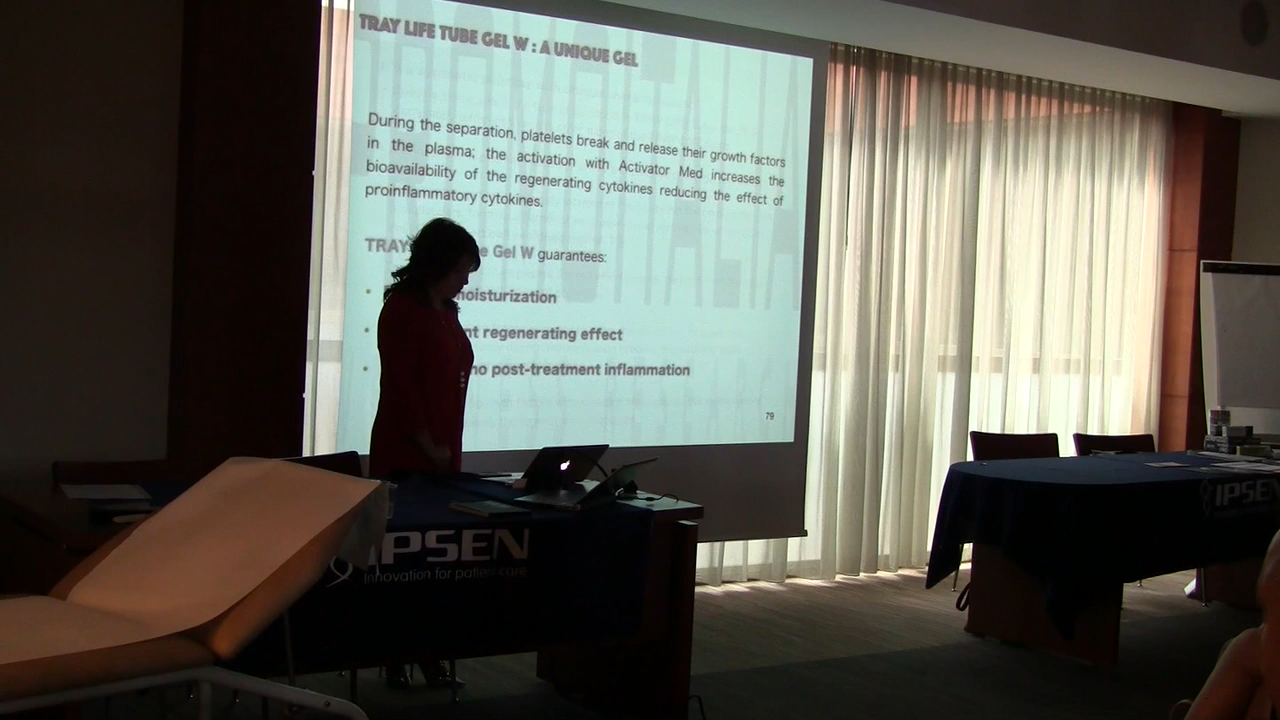 TRAY LIFE TUBE GEL W : A UNIQUE GEL
During the separation, platelets break and release their growth factors
in the plasma; the activation with Activator Med increases the
bioavailability of the regenerating cytokines reducing the effect of
proinflammatory cytokines.
TRAY Gel W guarantees:
moisturization
regenerating effect
no post-treatment inflammation
79
IPSEN
Innovation for patient care
IPSEN